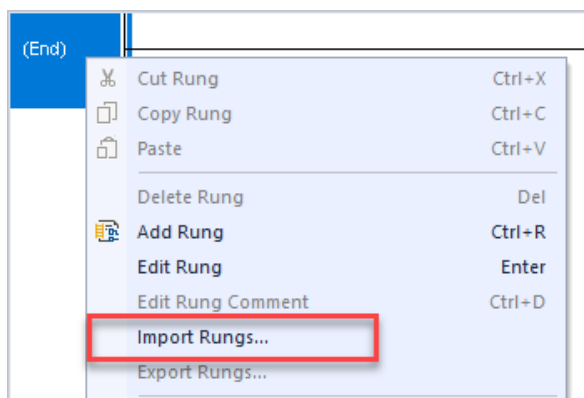 (End)
Cut Rung Ctrl+X
Copy Rung Ctrl+C
Paste Ctrl+V
Delete Rung Del
Add Rung Ctrl+R
Edit Rung Enter
Edit Rung Comment Ctrl+D
Import Rungs...
Export Rungs...